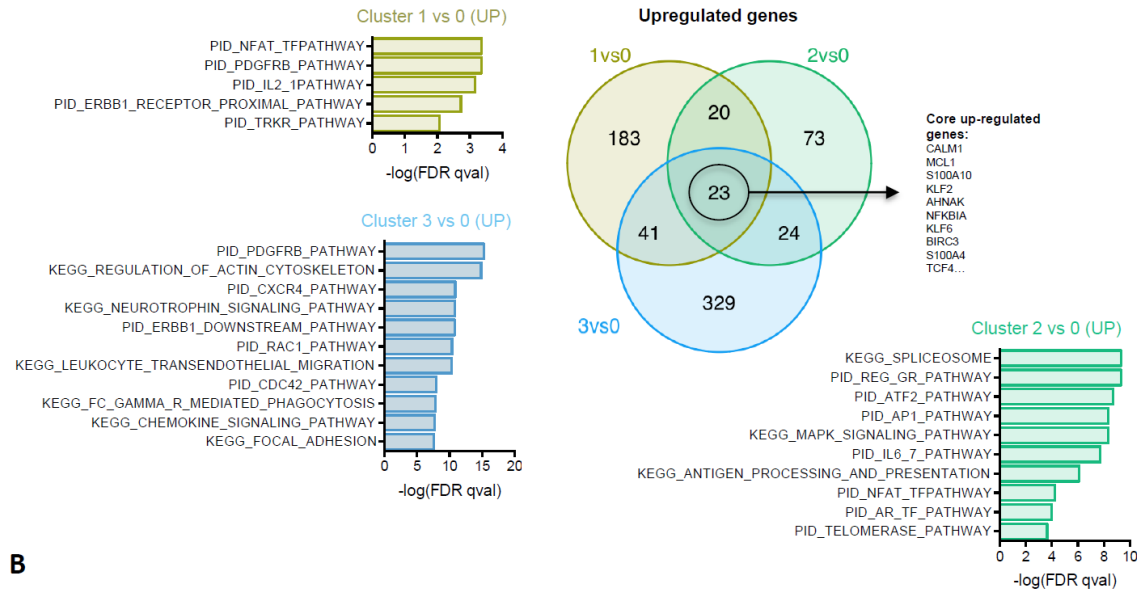 Cluster 1 vs 0 (UP)
PID_NFAT_TFPATHWAY
PID_PDGFRB_PATHWAY
PID_IL2_1PATHWAY
PID_ERBB1_RECEPTOR_PROXIMAL_PATHWAY
PID_TRKR_PATHWAY
0 1 2 3 4
-log(FDR qval)
Upregulated genes
1vs0
2vs0
20
183
73
23
41
24
329
3vs0
Core up-regulated
genes:
CALM1
MCL1
S100A10
KLF2
AHNAK
NFKBIA
KLF6
BIRC3
S100A4
TCF4...
Cluster 3 vs 0 (UP)
PID_PDGFRB_PATHWAY
KEGG_REGULATION_OF_ACTIN_CYTOSKELETON
PID_CXCR4_PATHWAY
KEGG_NEUROTROPHIN_SIGNALING_PATHWAY
PID_ERBB1_DOWNSTREAM_PATHWAY
PID_RAC1_PATHWAY
KEGG_LEUKOCYTE_TRANSENDOTHELIAL_MIGRATION
PID_CDC42_PATHWAY
KEGG_FC_GAMMA_R_MEDIATED_PHAGOCYTOSIS
KEGG_CHEMOKINE_SIGNALING_PATHWAY
KEGG_FOCAL_ADHESION
0 5 10 15 20
-log(FDR qval)
Cluster 2 vs 0 (UP)
KEGG_SPLICEOSOME
PID_REG_GR_PATHWAY
PID_ATF2_PATHWAY
PID_AP1_PATHWAY
KEGG_MAPK_SIGNALING_PATHWAY
PID_IL6_7_PATHWAY
KEGG_ANTIGEN_PROCESSING_AND_PRESENTATION
PID_NFAT_TFPATHWAY
PID_AR_TF_PATHWAY
PID_TELOMERASE_PATHWAY
0 2 4 6 8 10
-log(FDR qval)
B